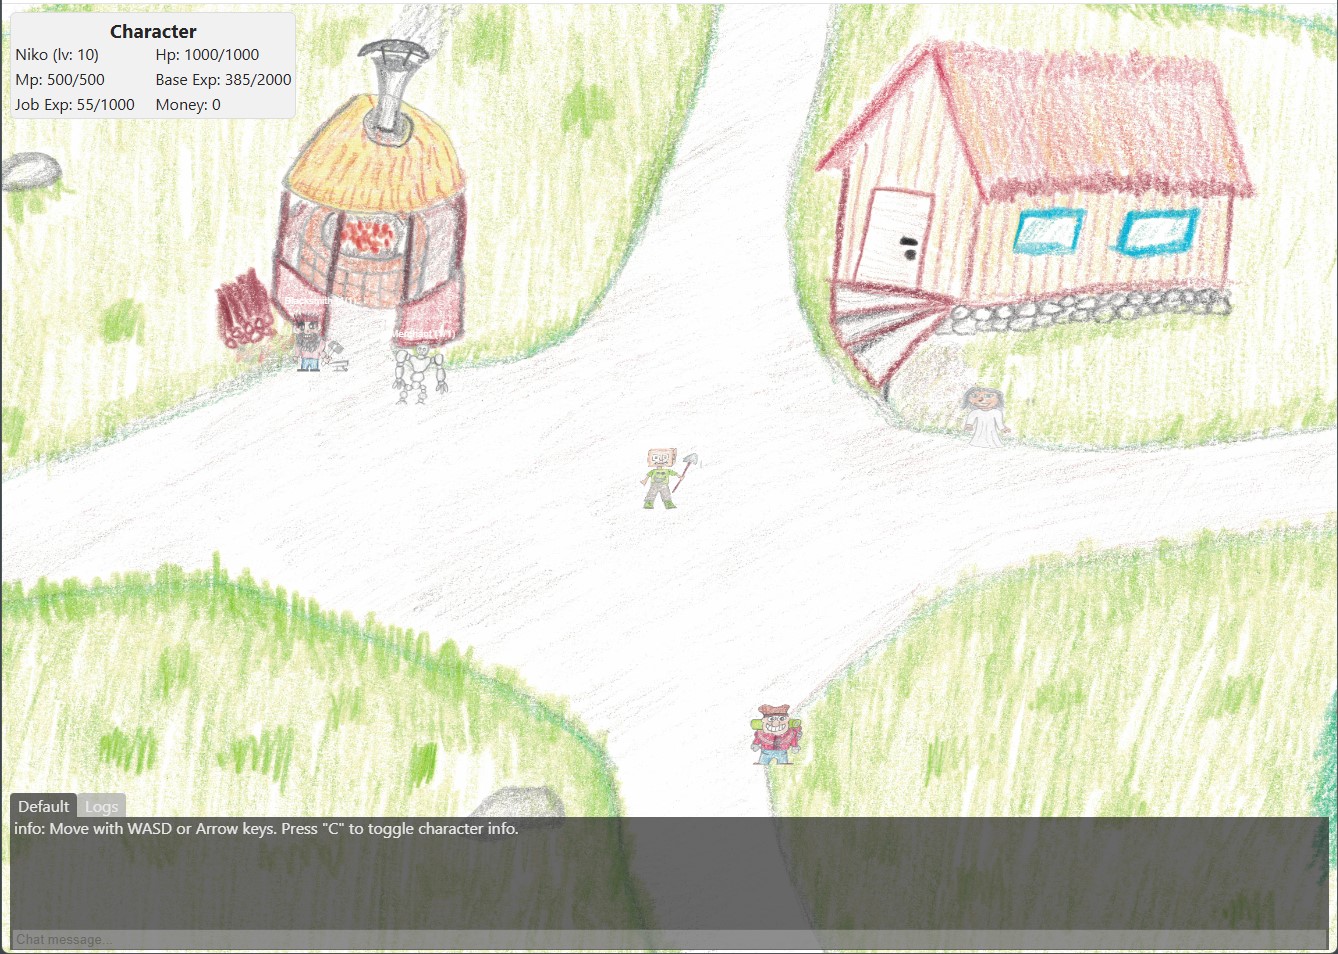 Character
Niko (lv: 10) Hp: 1000/1000
Mp: 500/500 Base Exp: 385/2000
Job Exp: 55/1000 Money: 0
Default Logs
info: Move with WASD or Arrow keys. Press "C" to toggle character info.
Chat message...